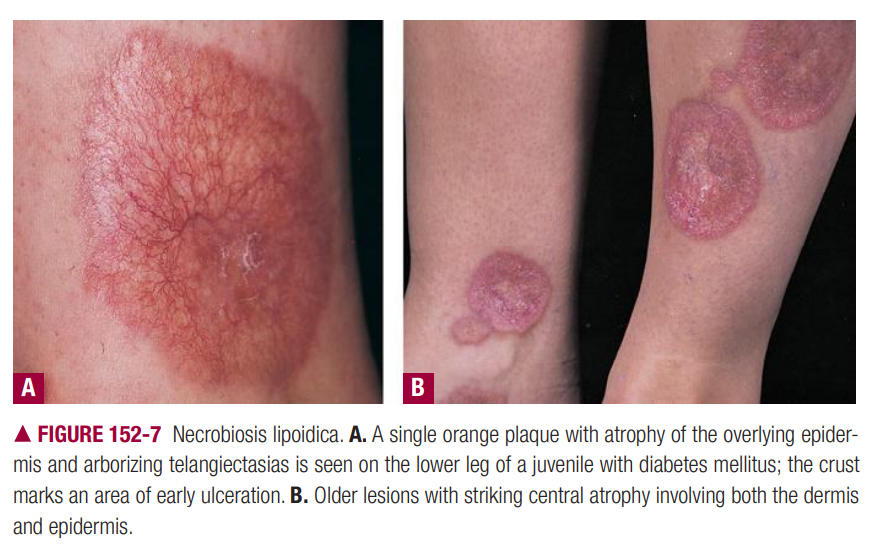 A
B
▲ FIGURE 152-7 Necrobiosis lipoidica. A. A single orange plaque with atrophy of the overlying epider-
mis and arborizing telangiectasias is seen on the lower leg of a juvenile with diabetes mellitus; the crust
marks an area of early ulceration. B. Older lesions with striking central atrophy involving both the dermis
and epidermis.